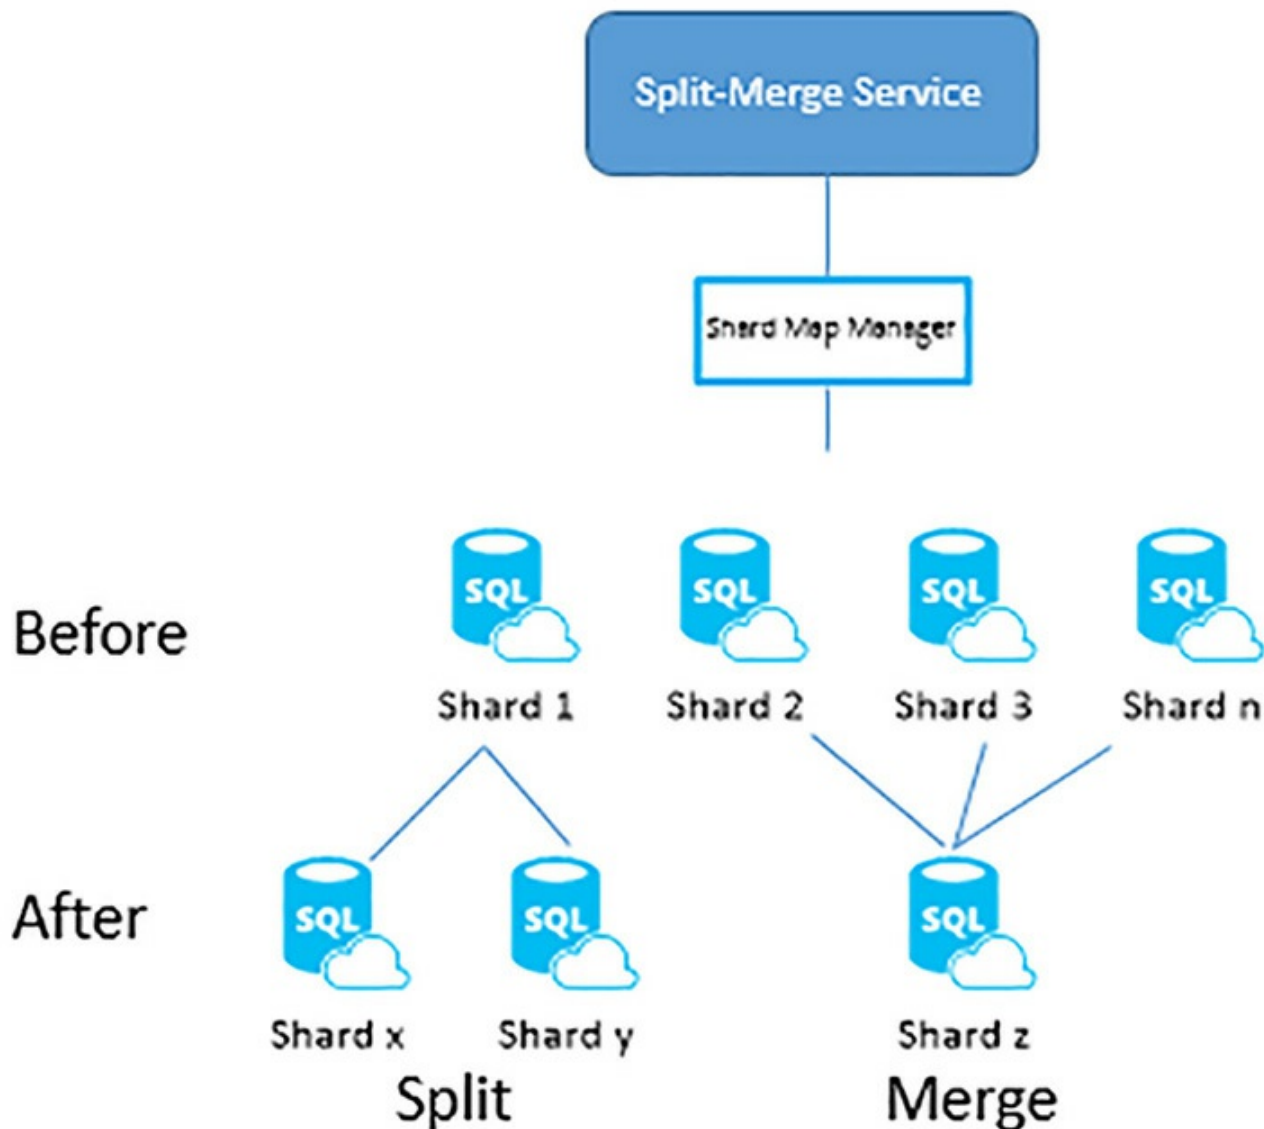 Split-Merge Service
Shard Map Manager
SQL SQL SQL SQL
Before
Shard 1 Shard 2 Shard 3 Shard n
SQL SQL SQL
After
Shard x Shard y Shard z
Split Merge